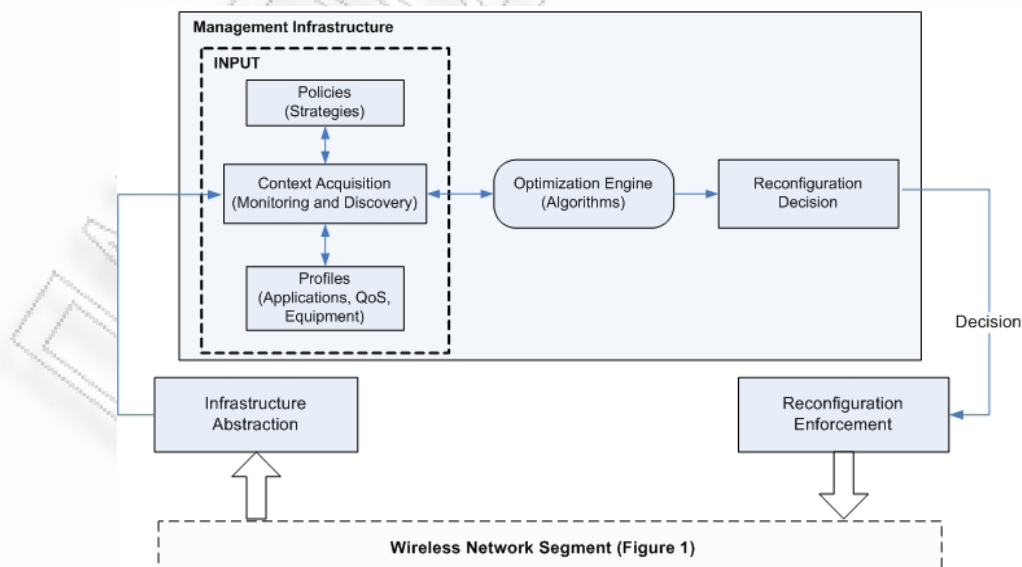 Management Infrastructure
INPUT
Policies
(Strategies)
Context Acquisition
(Monitoring and Discovery)
Profiles
(Applications, QoS,
Equipment)
Optimization Engine
(Algorithms)
Reconfiguration
Decision
Decision
Infrastructure
Abstraction
Reconfiguration
Enforcement
Wireless Network Segment (Figure 1)